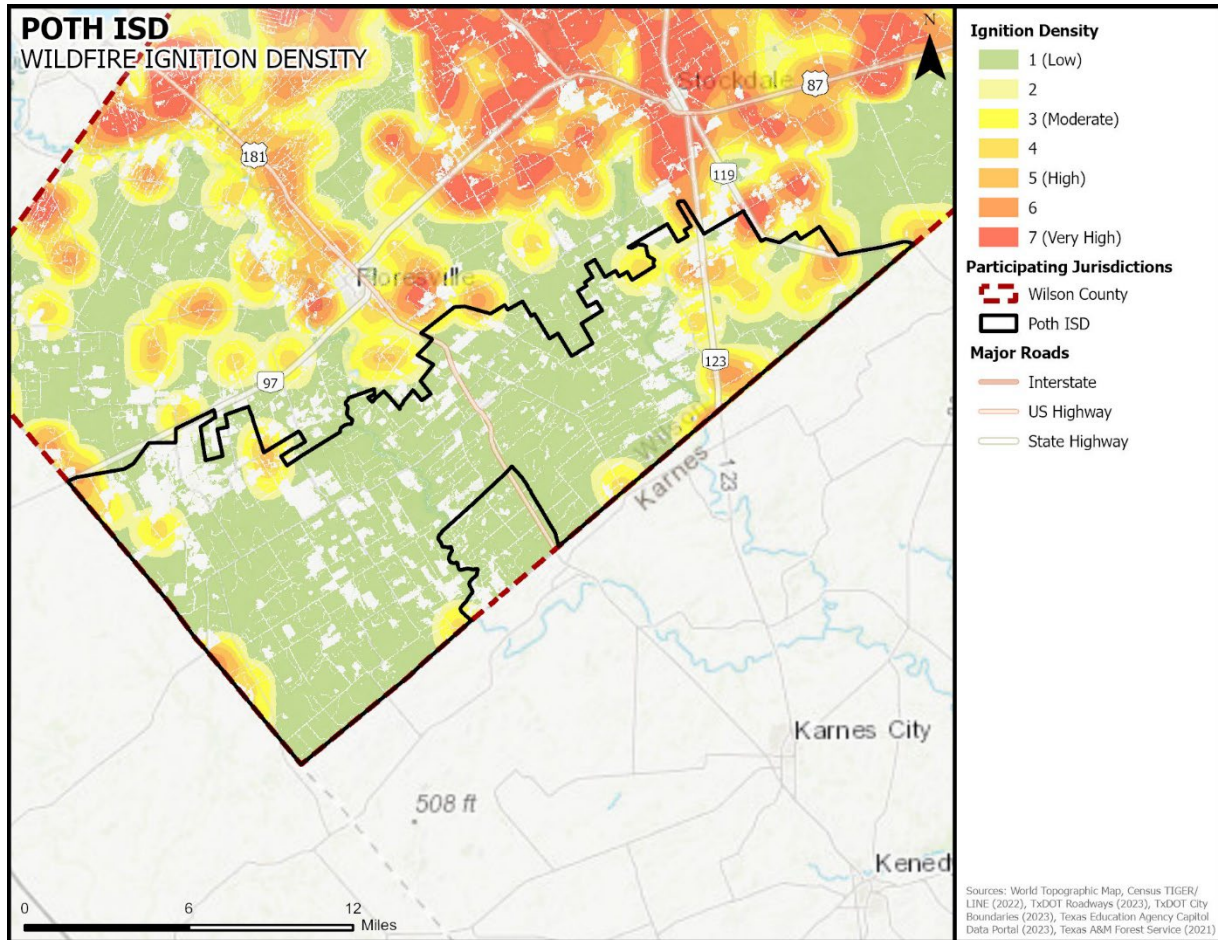 POTH ISD
WILDFIRE IGNITION DENSITY
N
Stockdale
87
181
119
Floresville
97
123
Wilson
Karnes
123
Karnes City
508 ft
Kenedy
0 6 12
Miles
Ignition Density
1 (Low)
2
3 (Moderate)
4
5 (High)
6
7 (Very High)
Participating Jurisdictions
Wilson County
Poth ISD
Major Roads
Interstate
US Highway
State Highway
Sources: World Topographic Map, Census TIGER/
LINE (2022), TxDOT Roadways (2023), TxDOT City
Boundaries (2023), Texas Education Agency Capitol
Data Portal (2023), Texas A&M Forest Service (2021)